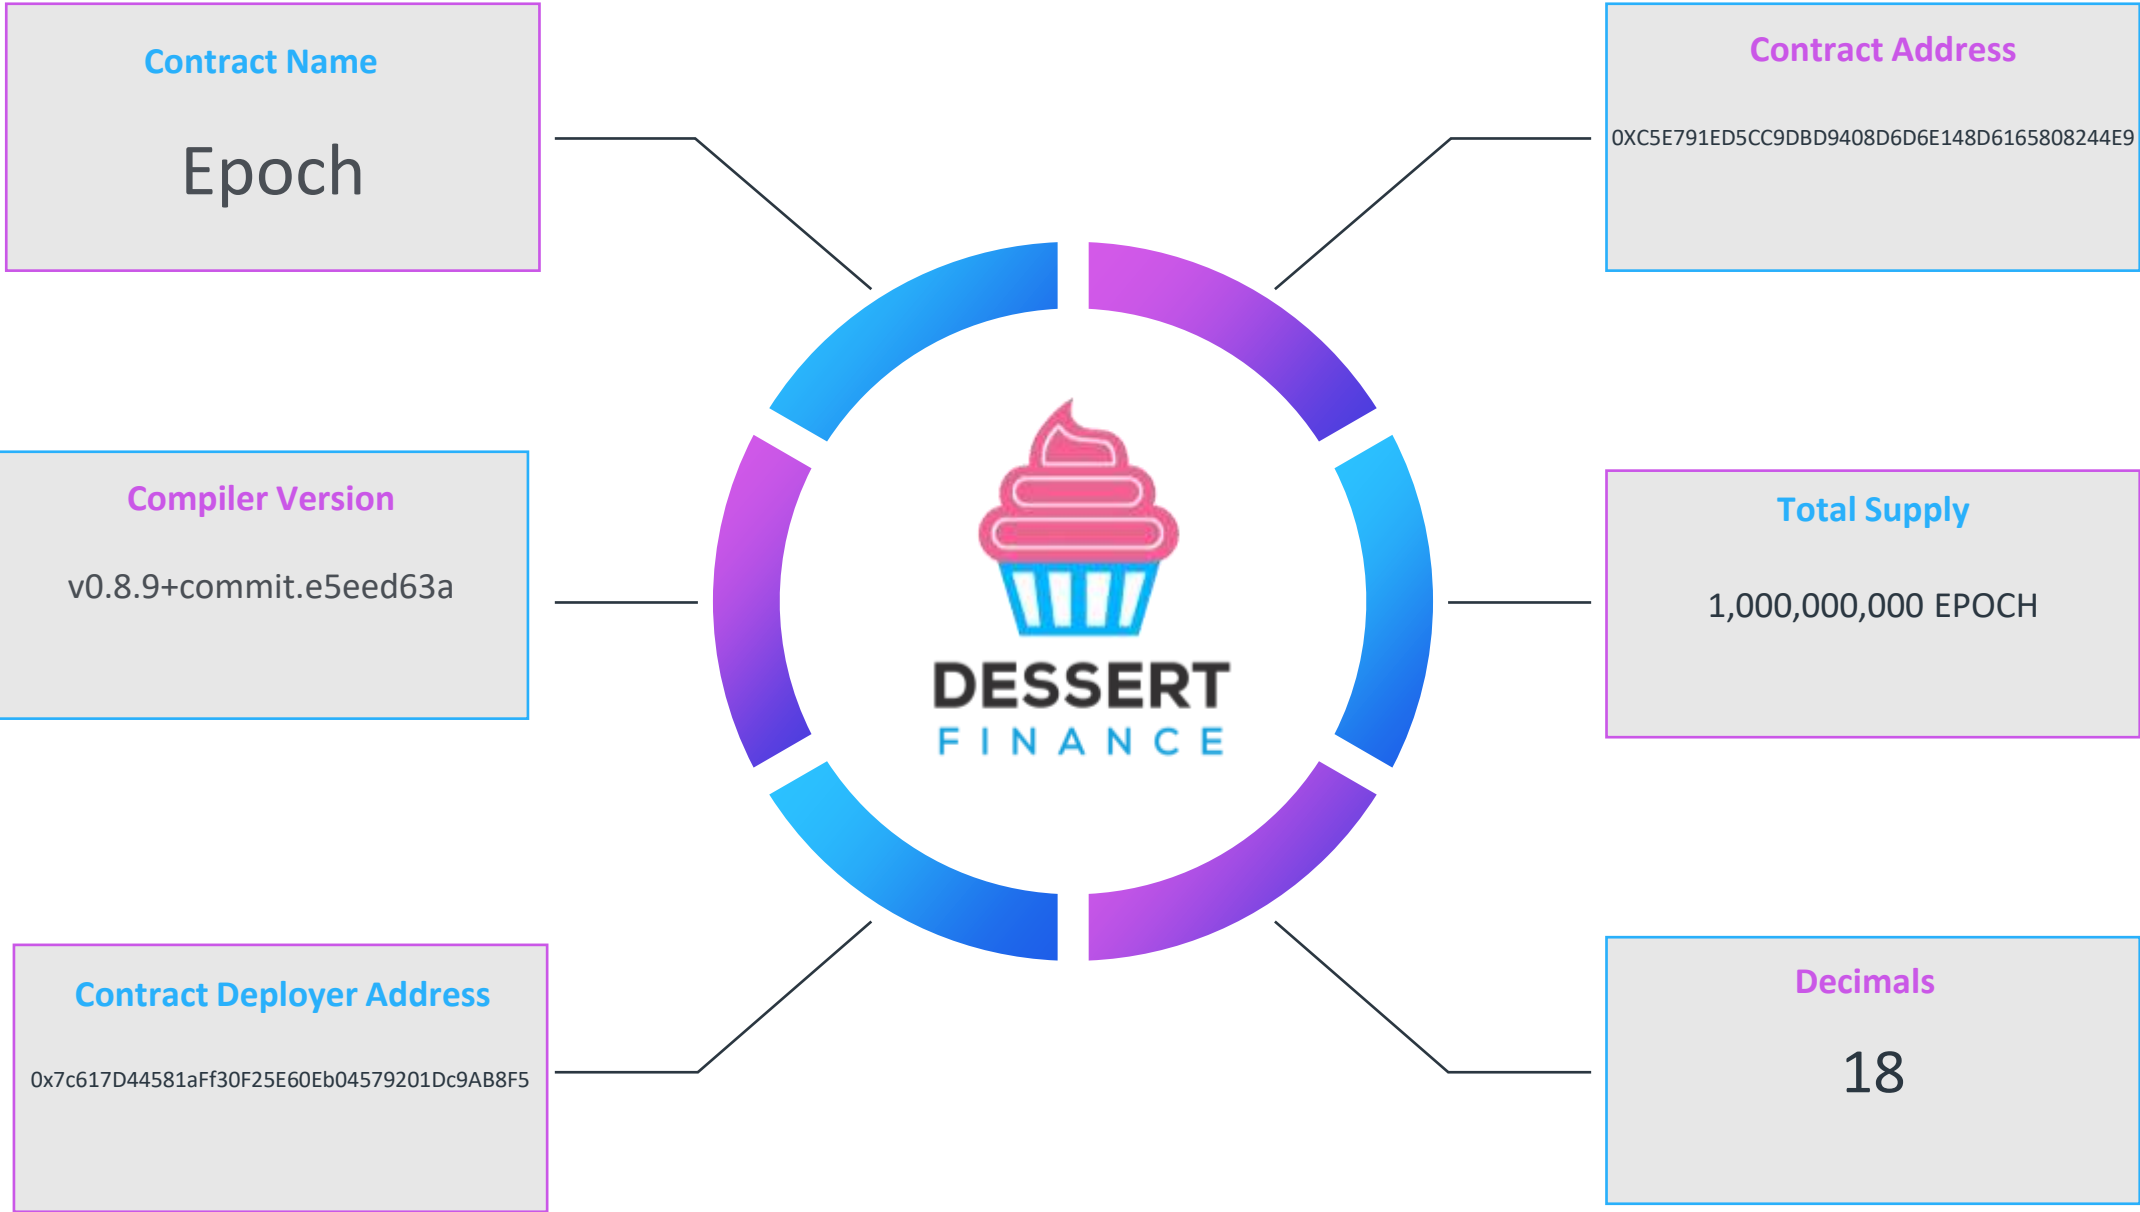 Contract Name
Epoch
Contract Address
0XC5E791ED5CC9DBD9408D6D6E148D6165808244E9
Compiler Version
v0.8.9+commit.e5eed63a
Total Supply
1,000,000,000 EPOCH
DESSERT
FINANCE
Contract Deployer Address
0x7c617D44581aFf30F25E60Eb04579201Dc9AB8F5
Decimals
18